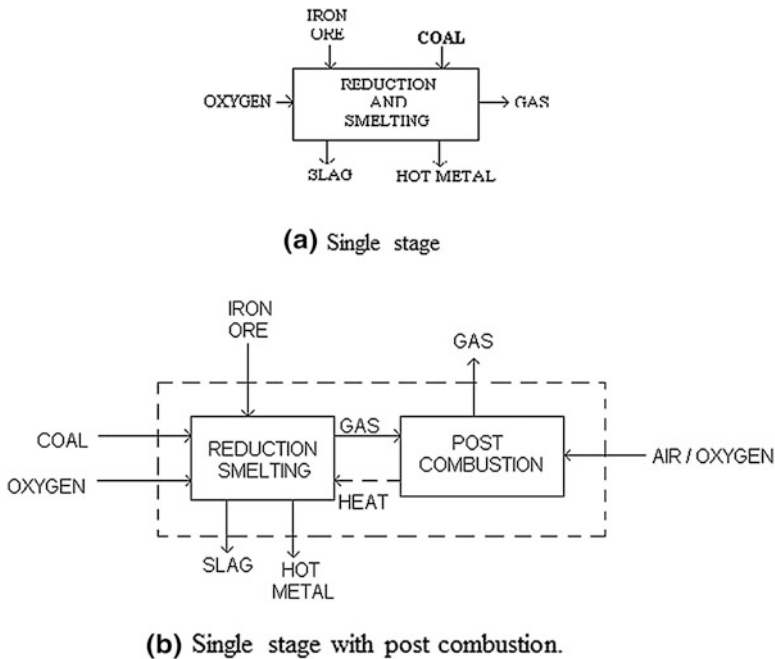 IRON
ORE
COAL
OXYGEN
REDUCTION
AND
SMELTING
GAS
SLAG
HOT METAL
(a) Single stage
IRON
ORE
GAS
COAL
OXYGEN
REDUCTION
SMELTING
GAS
HEAT
POST
COMBUSTION
AIR / OXYGEN
SLAG
HOT
METAL
(b) Single stage with post combustion.